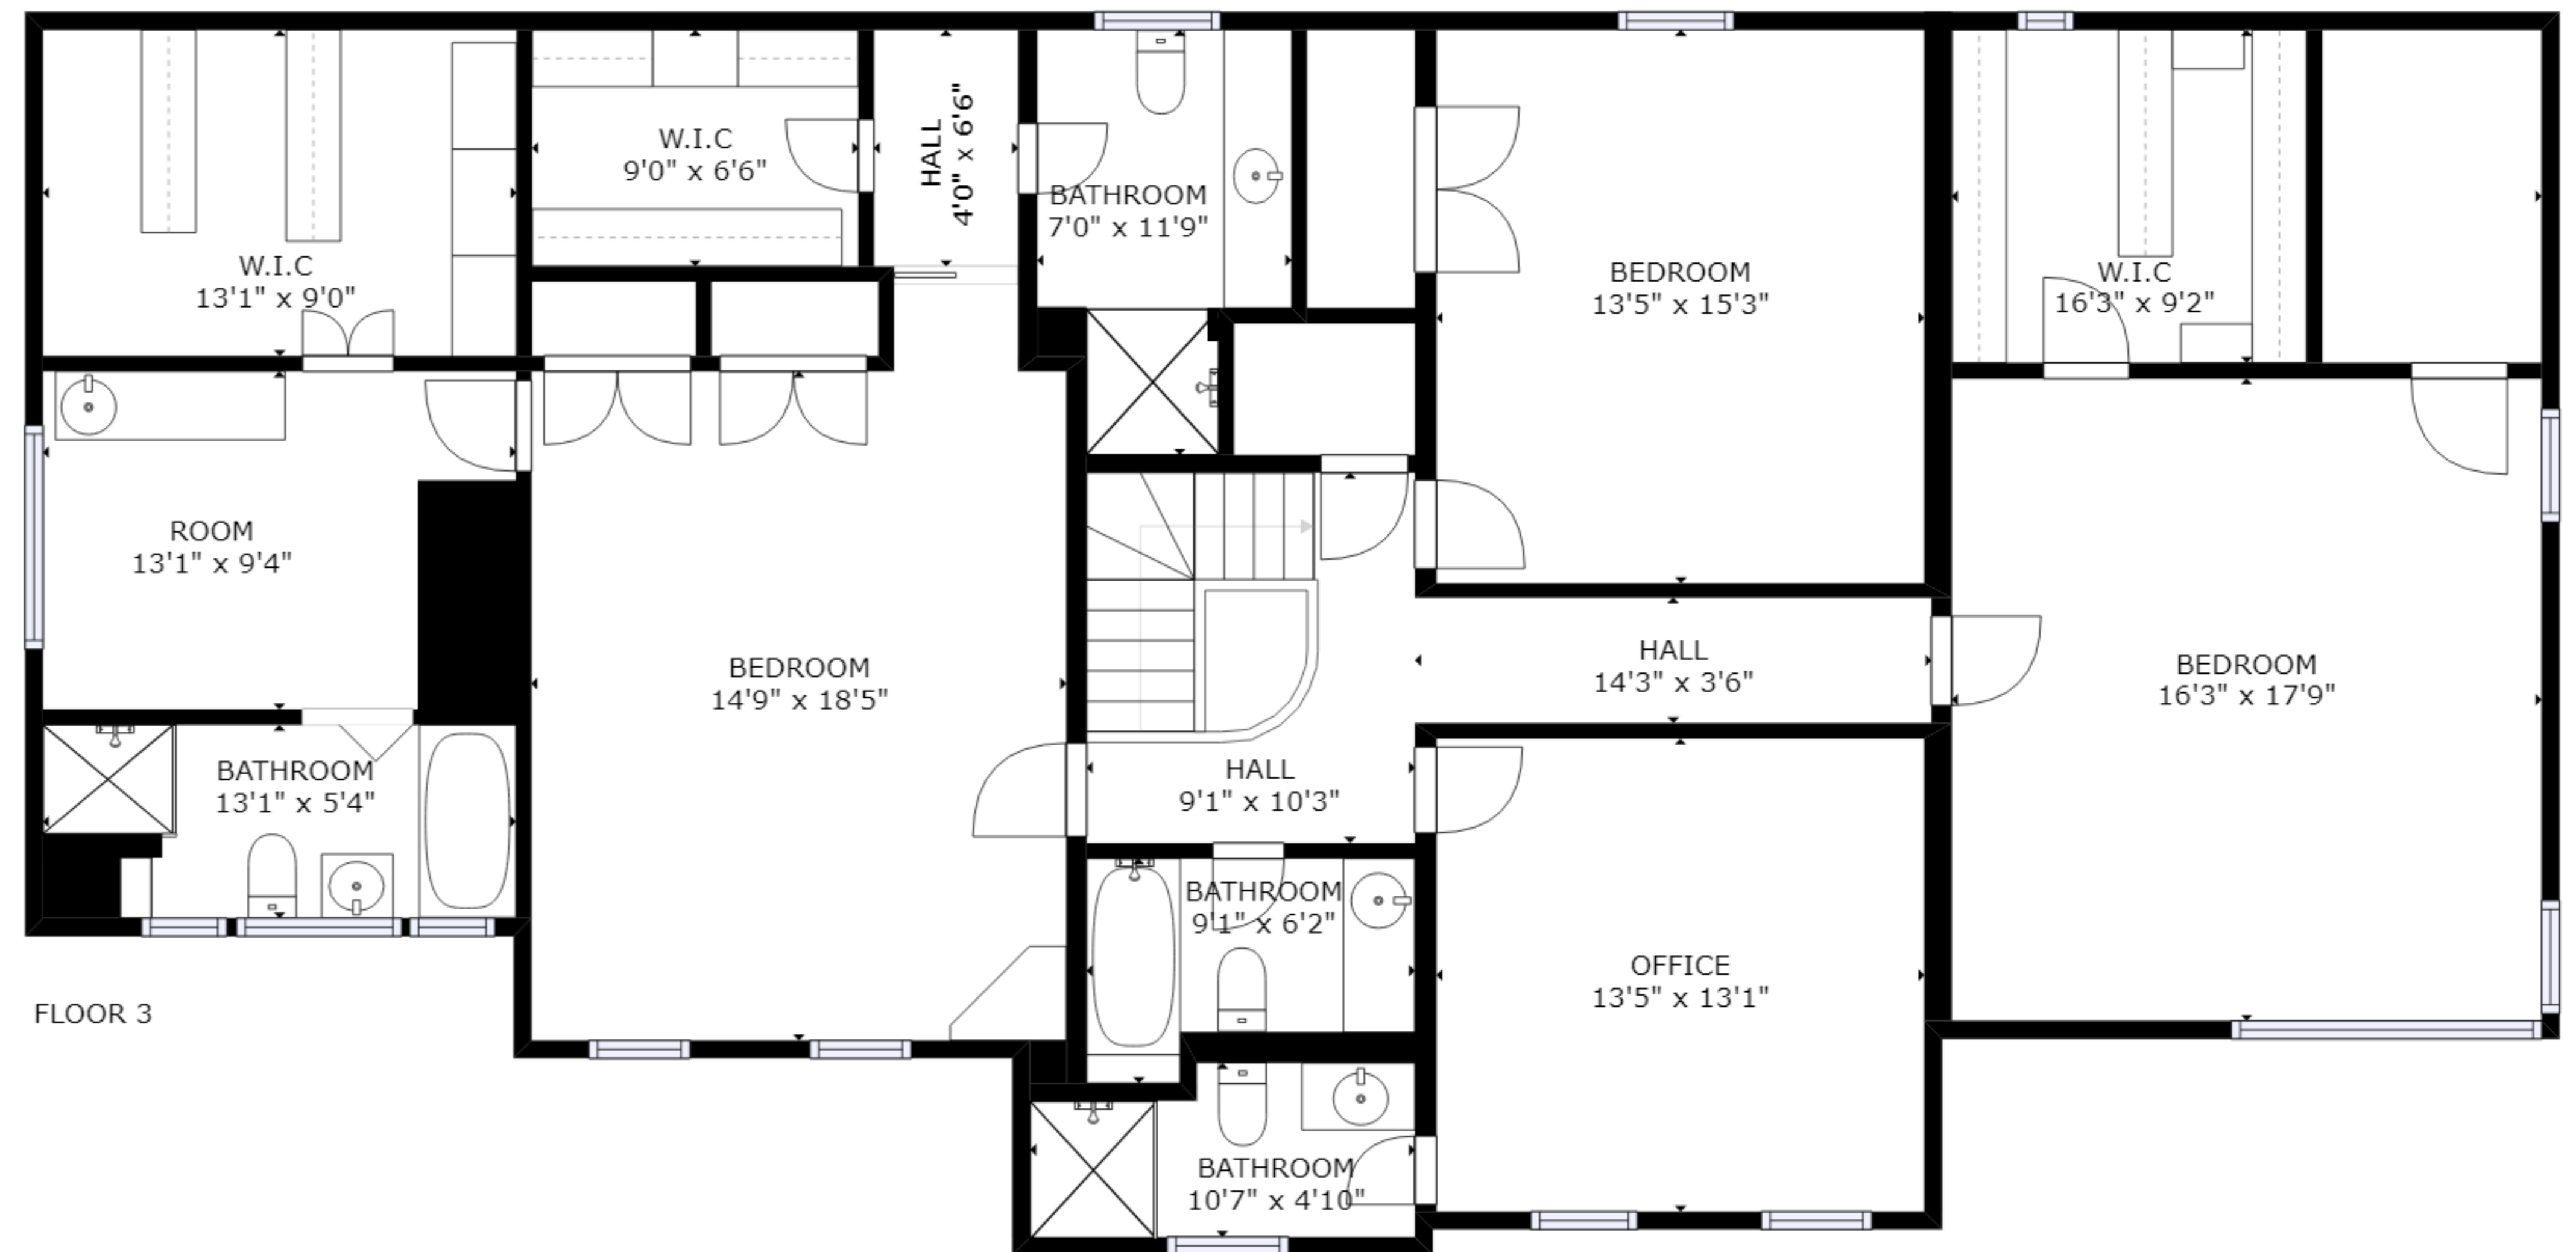 W.I.C
13'1" x 9'0"
W.I.C
9'0" x 6'6"
HALL
4'0" x 6'6"
BATHROOM
7'0" x 11'9"
BEDROOM
13'5" x 15'3"
W.I.C
16'3" x 9'2"
ROOM
13'1" x 9'4"
BEDROOM
14'9" x 18'5"
HALL
14'3" x 3'6"
BEDROOM
16'3" x 17'9"
BATHROOM
13'1" x 5'4"
HALL
9'1" x 10'3"
BATHROOM
9'1" x 6'2"
OFFICE
13'5" x 13'1"
FLOOR 3
BATHROOM
10'7" x 4'10"